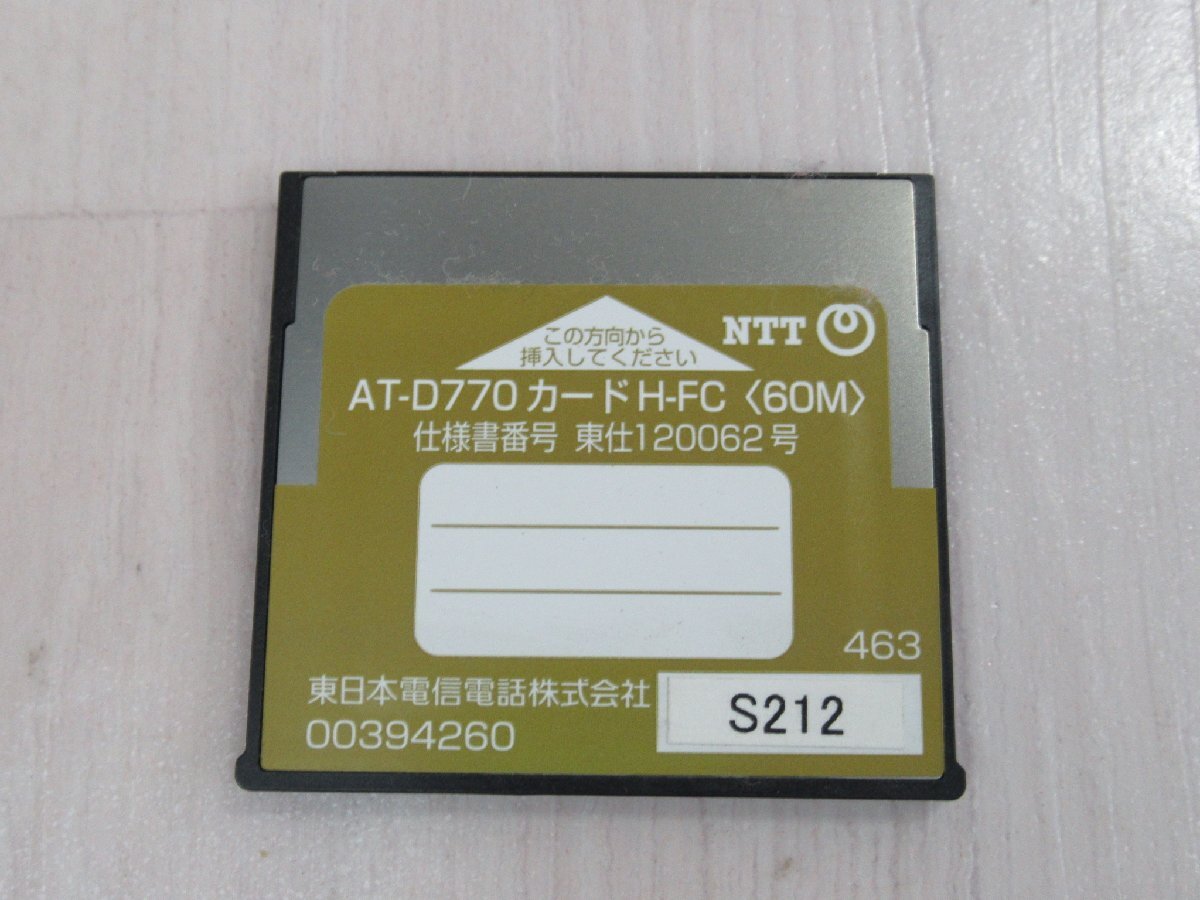 NTT
この方向から
挿入してください
AT-D770 カード H-FC〈60M〉
仕様書番号 東仕120062号
463
東日本電信電話株式会社
S212
00394260